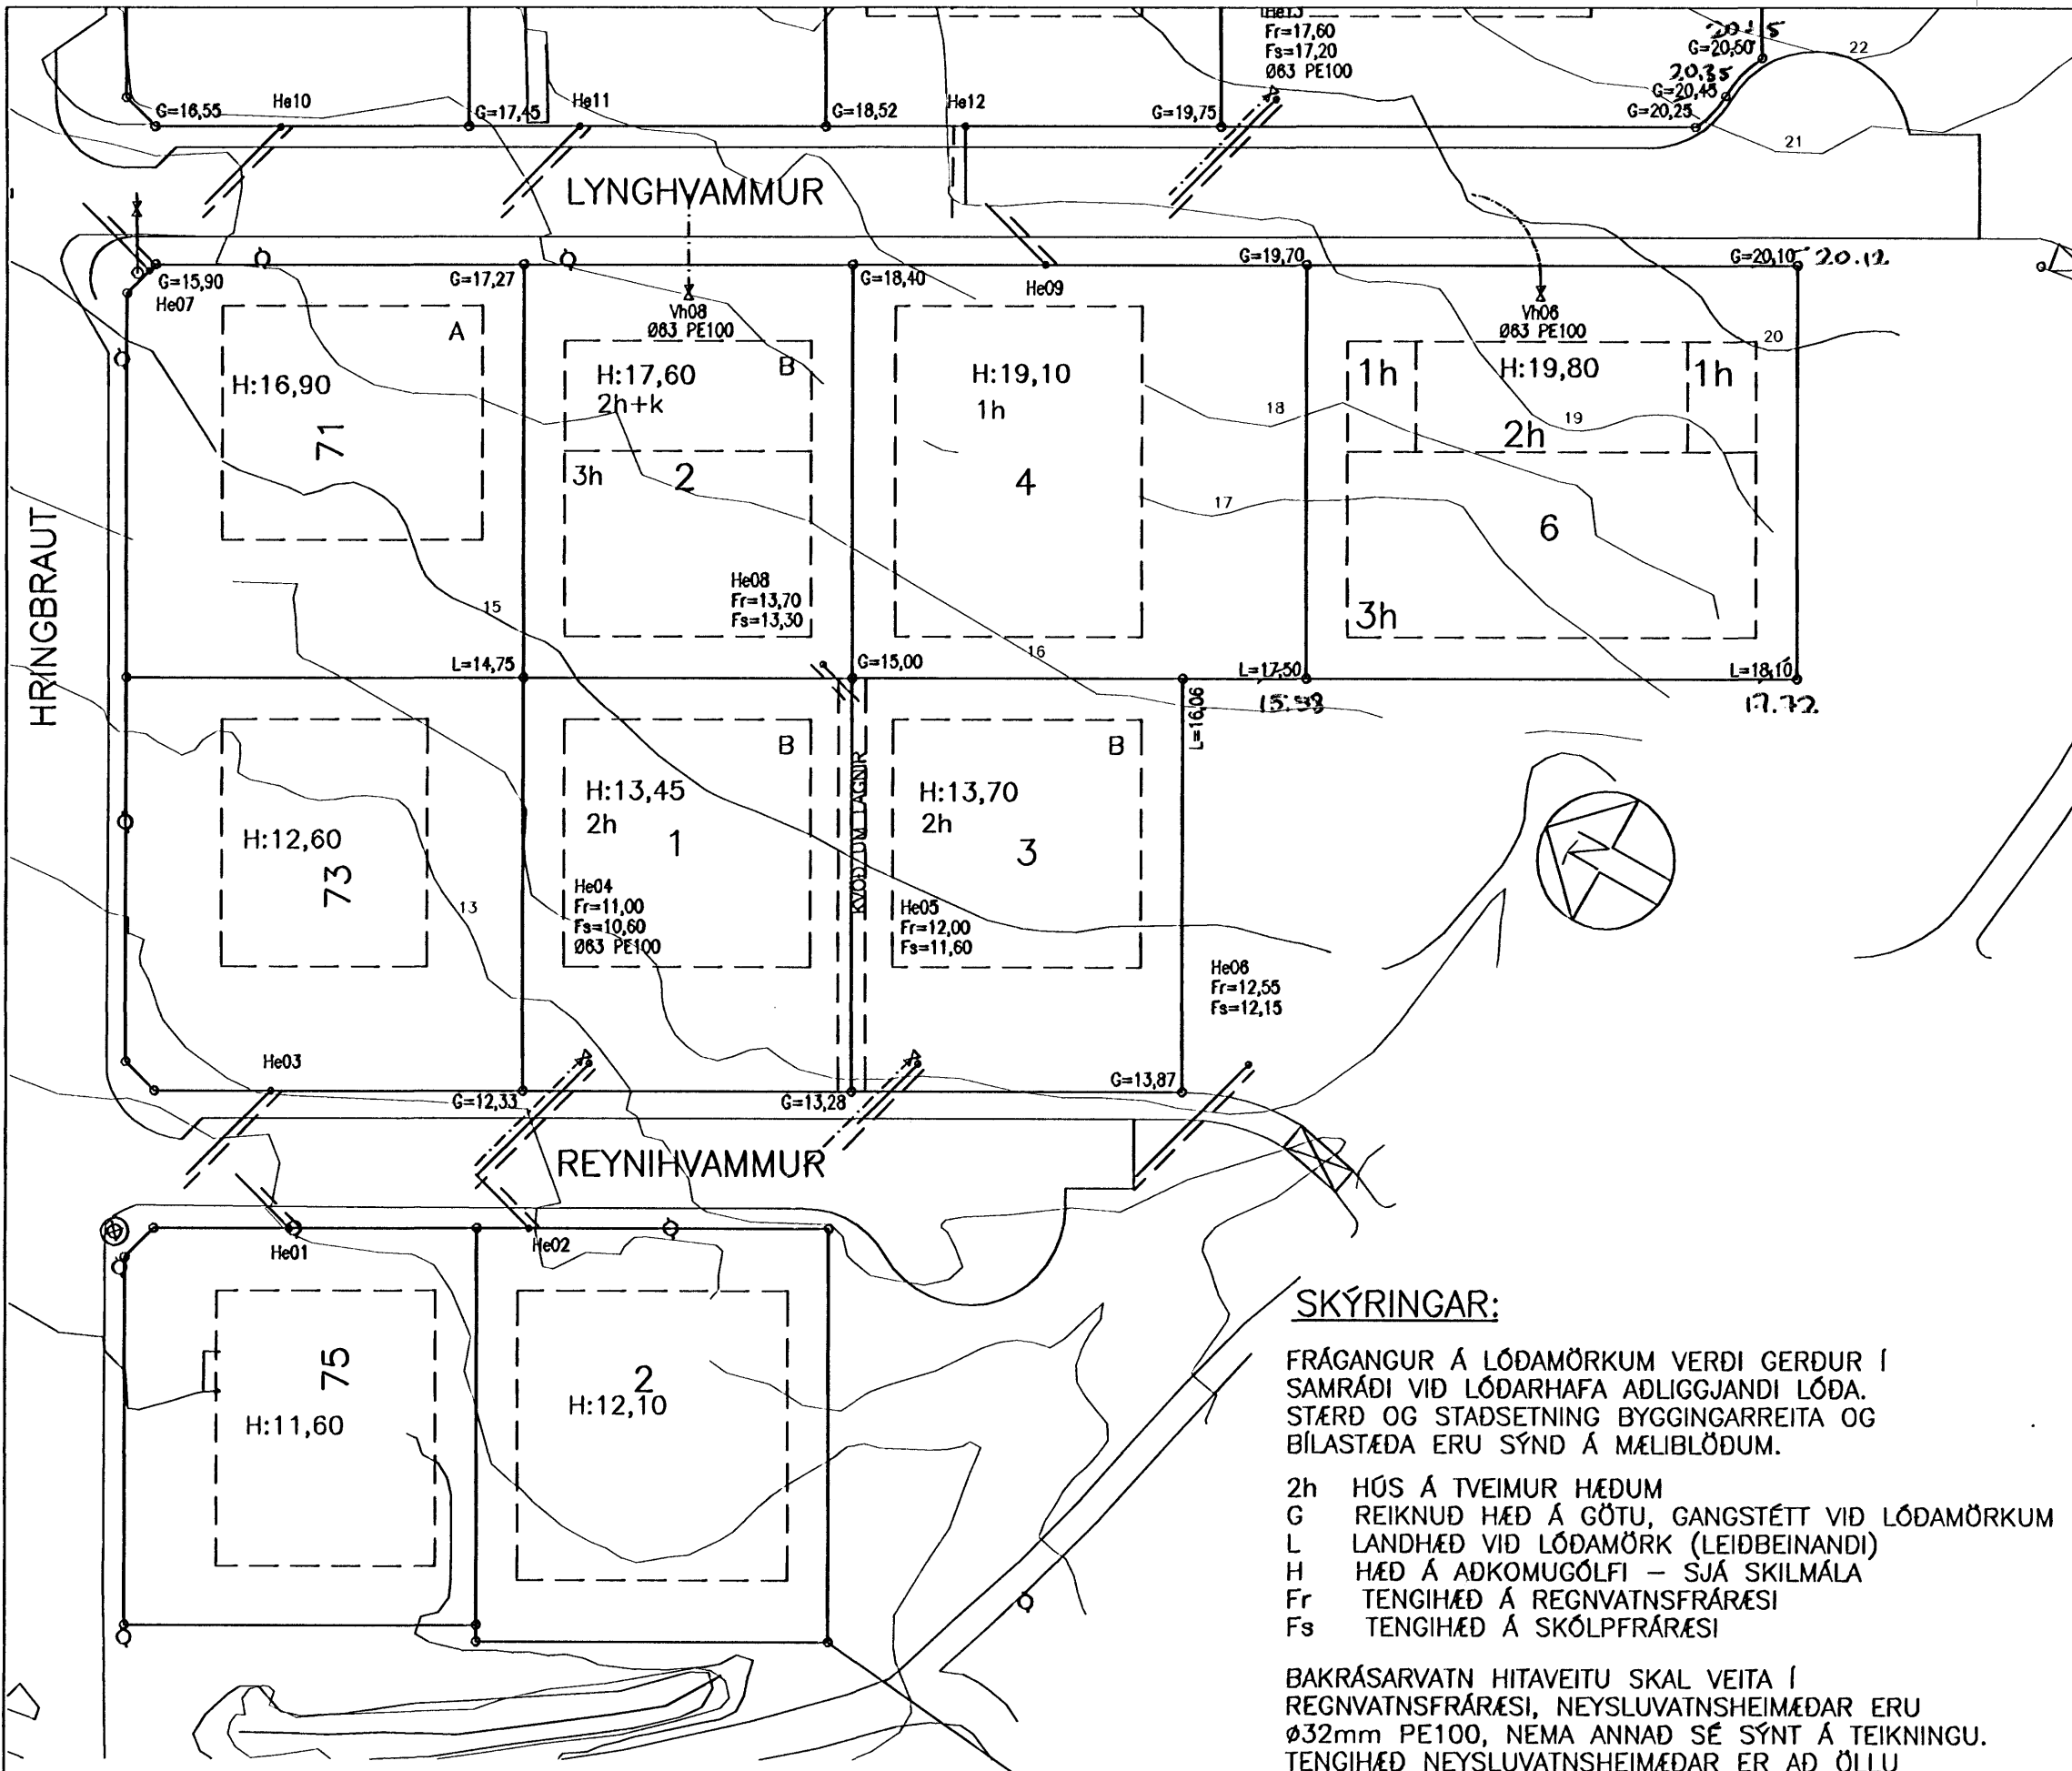 He13
Fr=17,60
Fs=17,20
Ø63 PE100
G=20,50
22
20.35
G=20,45
G=16,55
He10
G=17,45
He11
G=18,52
He12
G=19,75
G=20,25
21
LYNGHVAMMUR
G=15,90
He07
G=17,27
G=18,40
He09
G=19,70
G=20,10
20.12
Vh08
Ø63 PE100
Vh06
Ø63 PE100
20
A
H:16,90
71
H:17,60
B
2h+k
3h
2
H:19,10
1h
4
18
17
1h
H:19,80
1h
19
2h
6
3h
HRINGBRAUT
He08
Fr=13,70
Fs=13,30
15
16
L=14,75
G=15,00
L=17,50
L=18,10
17.72
L=16,06
H:12,60
73
13
B
H:13,45
2h
1
He04
Fr=11,00
Fs=10,60
Ø63 PE100
KVÖÐ UM LAGNIR
B
H:13,70
2h
3
He05
Fr=12,00
Fs=11,60
He06
Fr=12,55
Fs=12,15
He03
G=12,33
G=13,28
G=13,87
REYNIHVAMMUR
He01
He02
75
H:11,60
2
H:12,10
SKÝRINGAR:
FRÁGANGUR Á LÓÐAMÖRKUM VERÐI GERÐUR Í
SAMRÁÐI VIÐ LÓÐARHAFA AÐLIGGJANDI LÓÐA.
STÆRÐ OG STAÐSETNING BYGGINGARREITA OG
BÍLASTÆÐA ERU SÝND Á MÆLIBLÖÐUM.
2h HÚS Á TVEIMUR HÆÐUM
G REIKNUÐ HÆÐ Á GÖTU, GANGSTÉTT VIÐ LÓÐAMÖRKUM
L LANDHÆÐ VIÐ LÓÐAMÖRK (LEIÐBEINANDI)
H HÆÐ Á AÐKOMUGÓLFI – SJÁ SKILMÁLA
Fr TENGIHÆÐ Á REGNVATNSFRÁRÆSI
Fs TENGIHÆÐ Á SKÓLPFRÁRÆSI
BAKRÁSARVATN HITAVEITU SKAL VEITA Í
REGNVATNSFRÁRÆSI, NEYSLUVATNSHEIMÆÐAR ERU
ø32mm PE100, NEMA ANNAÐ SÉ SÝNT Á TEIKNINGU.
TENGIHÆÐ NEYSLUVATNSHEIMÆÐAR ER AÐ ÖLLU